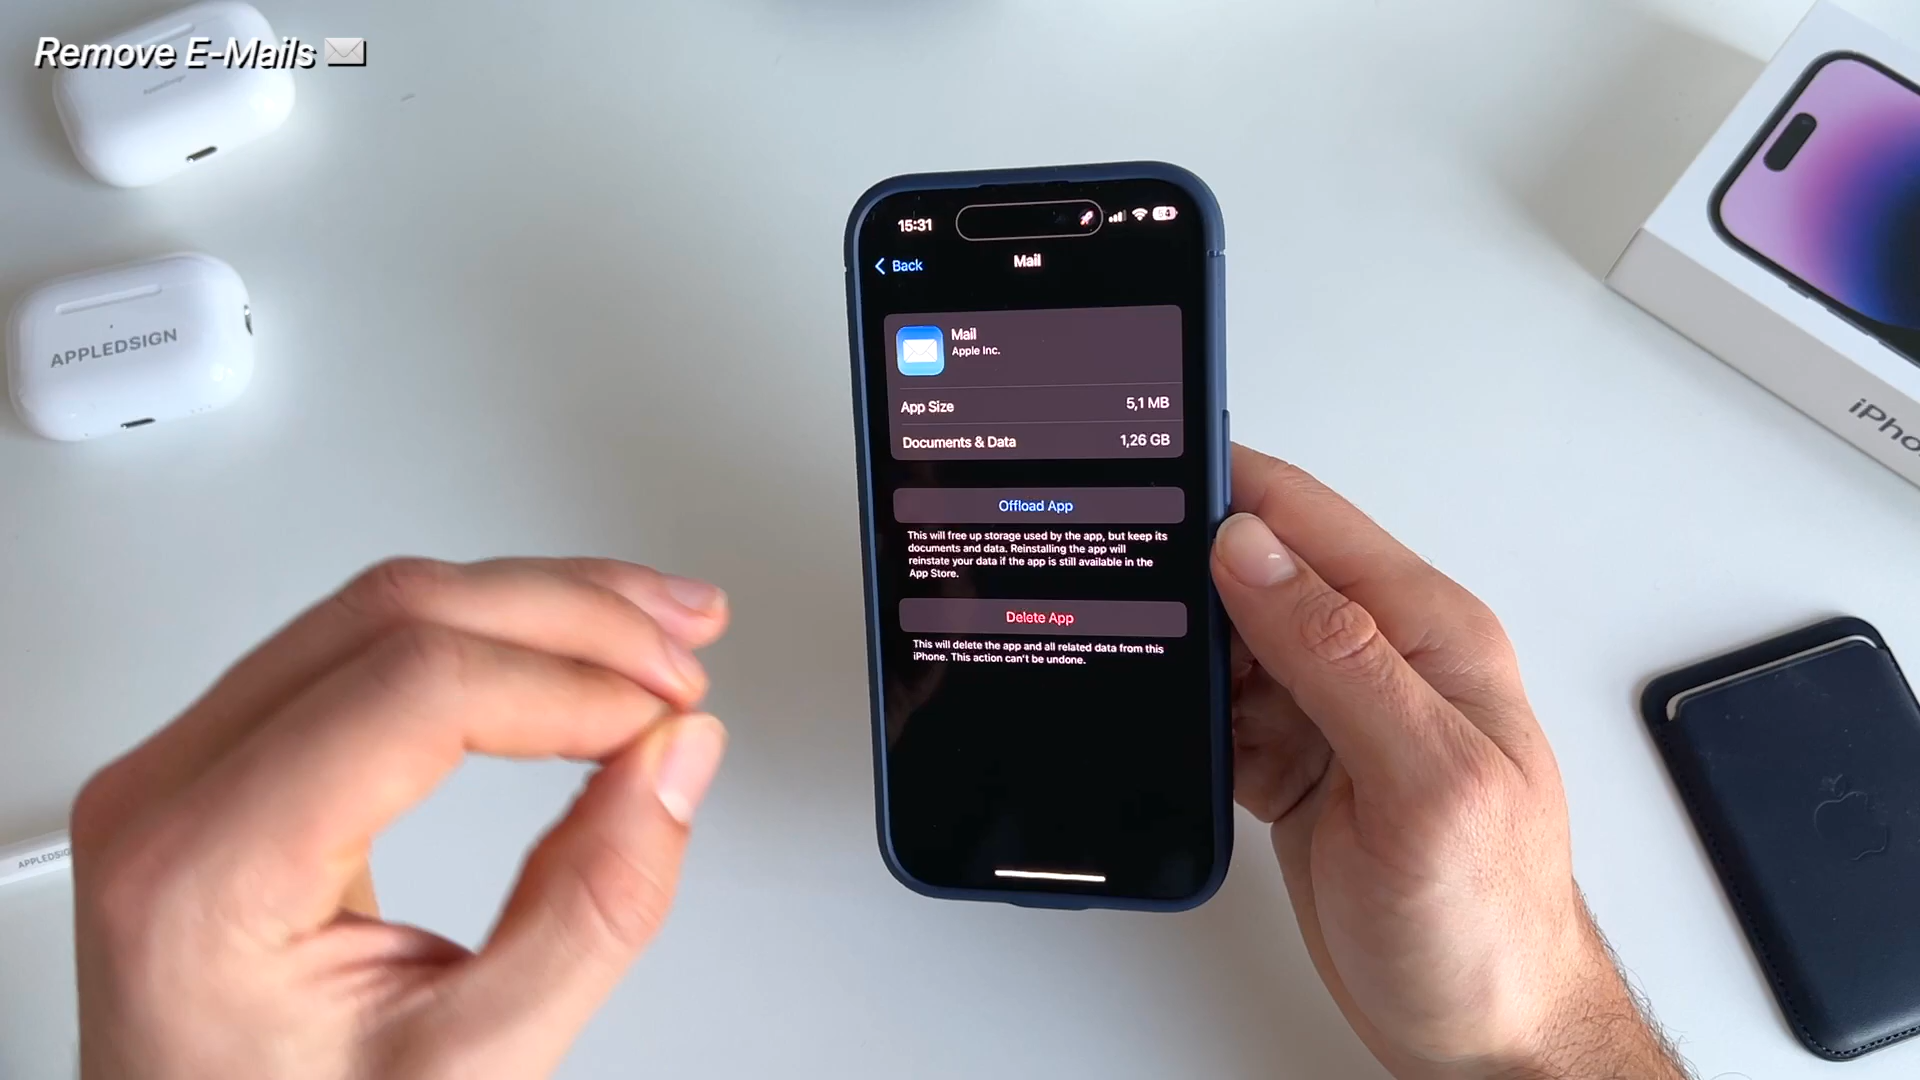 Remove E-Mails ✉️
APPLEDSIGN
APPLEDSIG
15:31
54
Back
Mail
Mail
Apple Inc.
App Size
5,1 MB
Documents & Data
1,26 GB
Offload App
This will free up storage used by the app, but keep its
documents and data. Reinstalling the app will
reinstate your data if the app is still available in the
App Store.
Delete App
This will delete the app and all related data from this
iPhone. This action can't be undone.
iPho